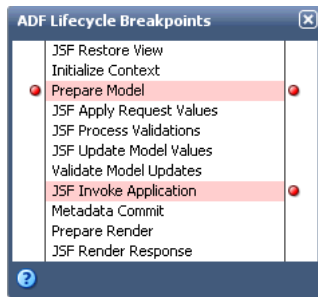 ADF Lifecycle Breakpoints
JSF Restore View
Initialize Context
Prepare Model
JSF Apply Request Values
JSF Process Validations
JSF Update Model Values
Validate Model Updates
JSF Invoke Application
Metadata Commit
Prepare Render
JSF Render Response
?